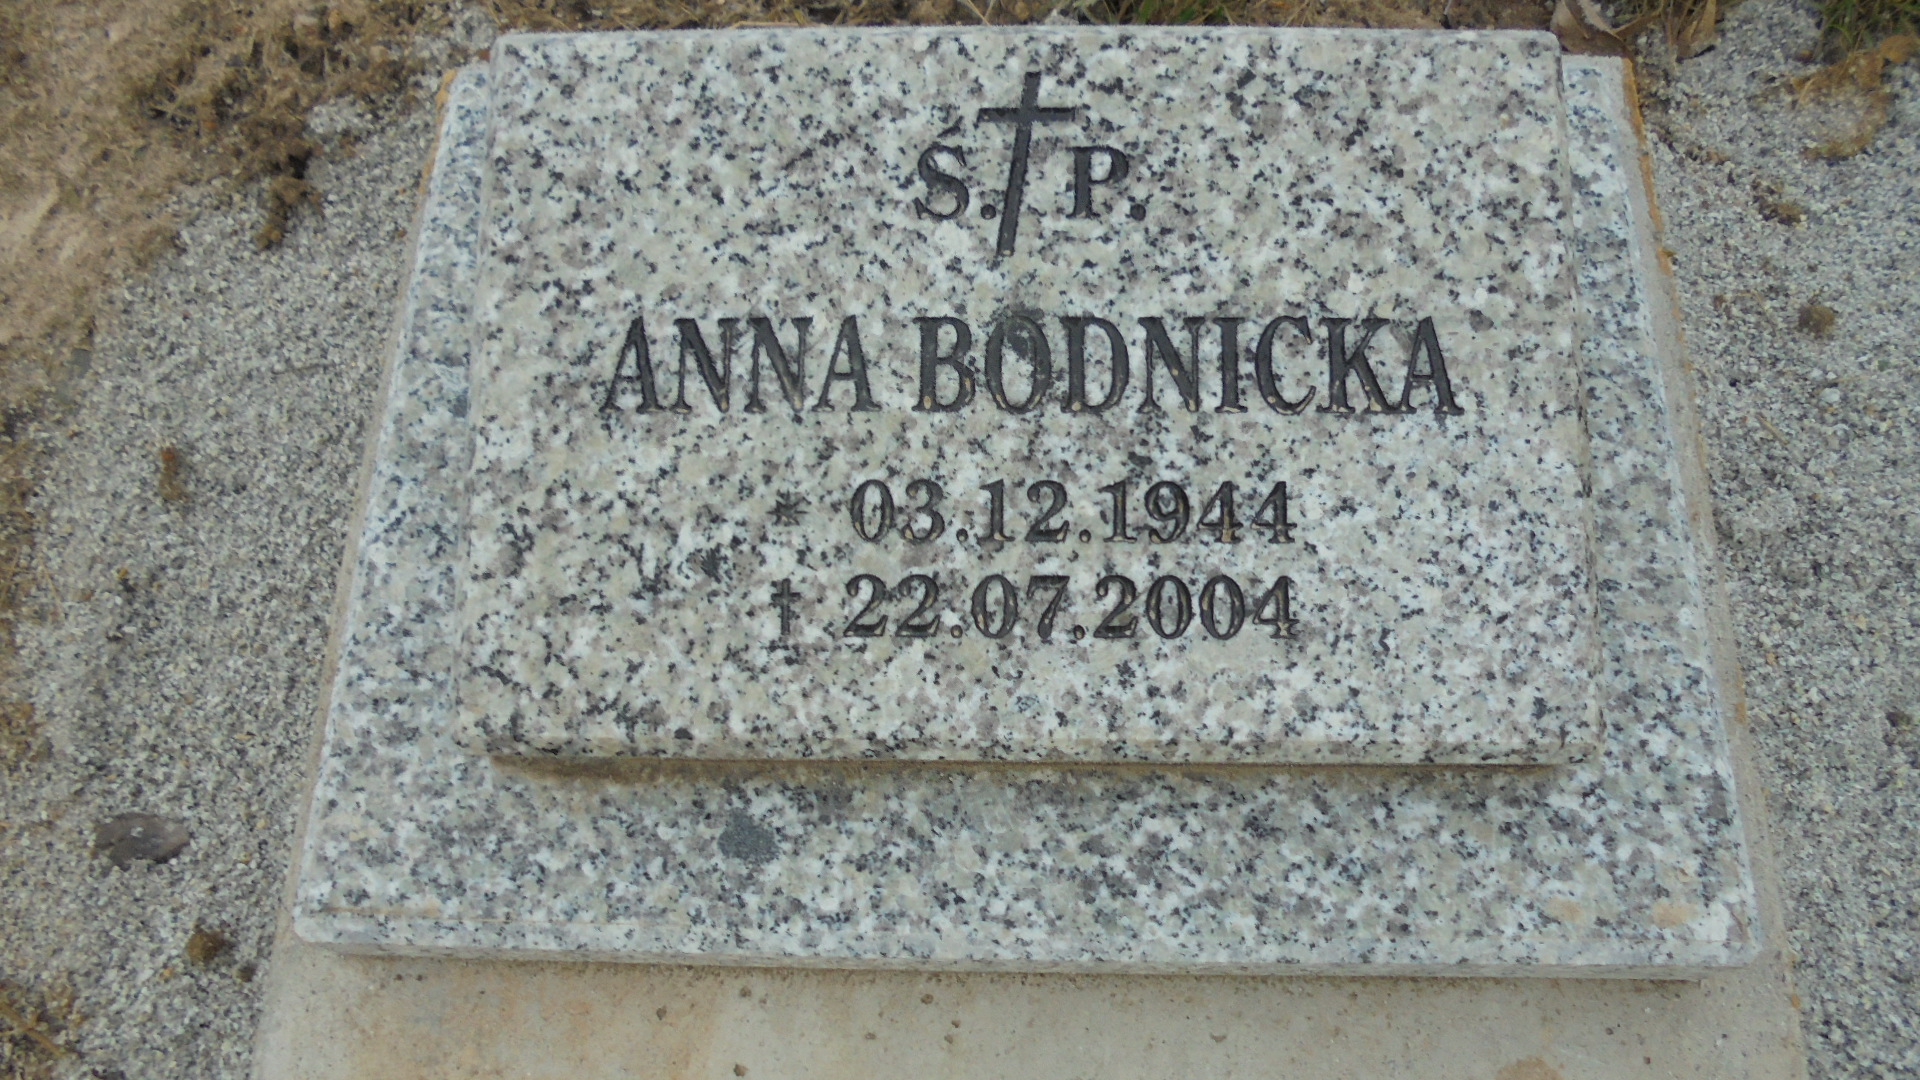 Ś. P.
ANNA BODNICKA
* 03.12.1944
† 22.07.2004